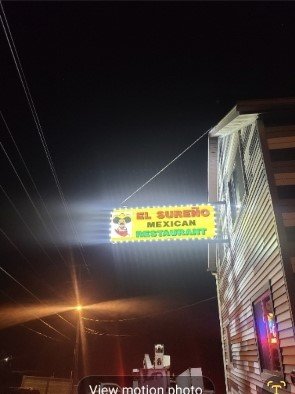 EL SUREÑO
MEXICAN
RESTAURANT
View motion photo